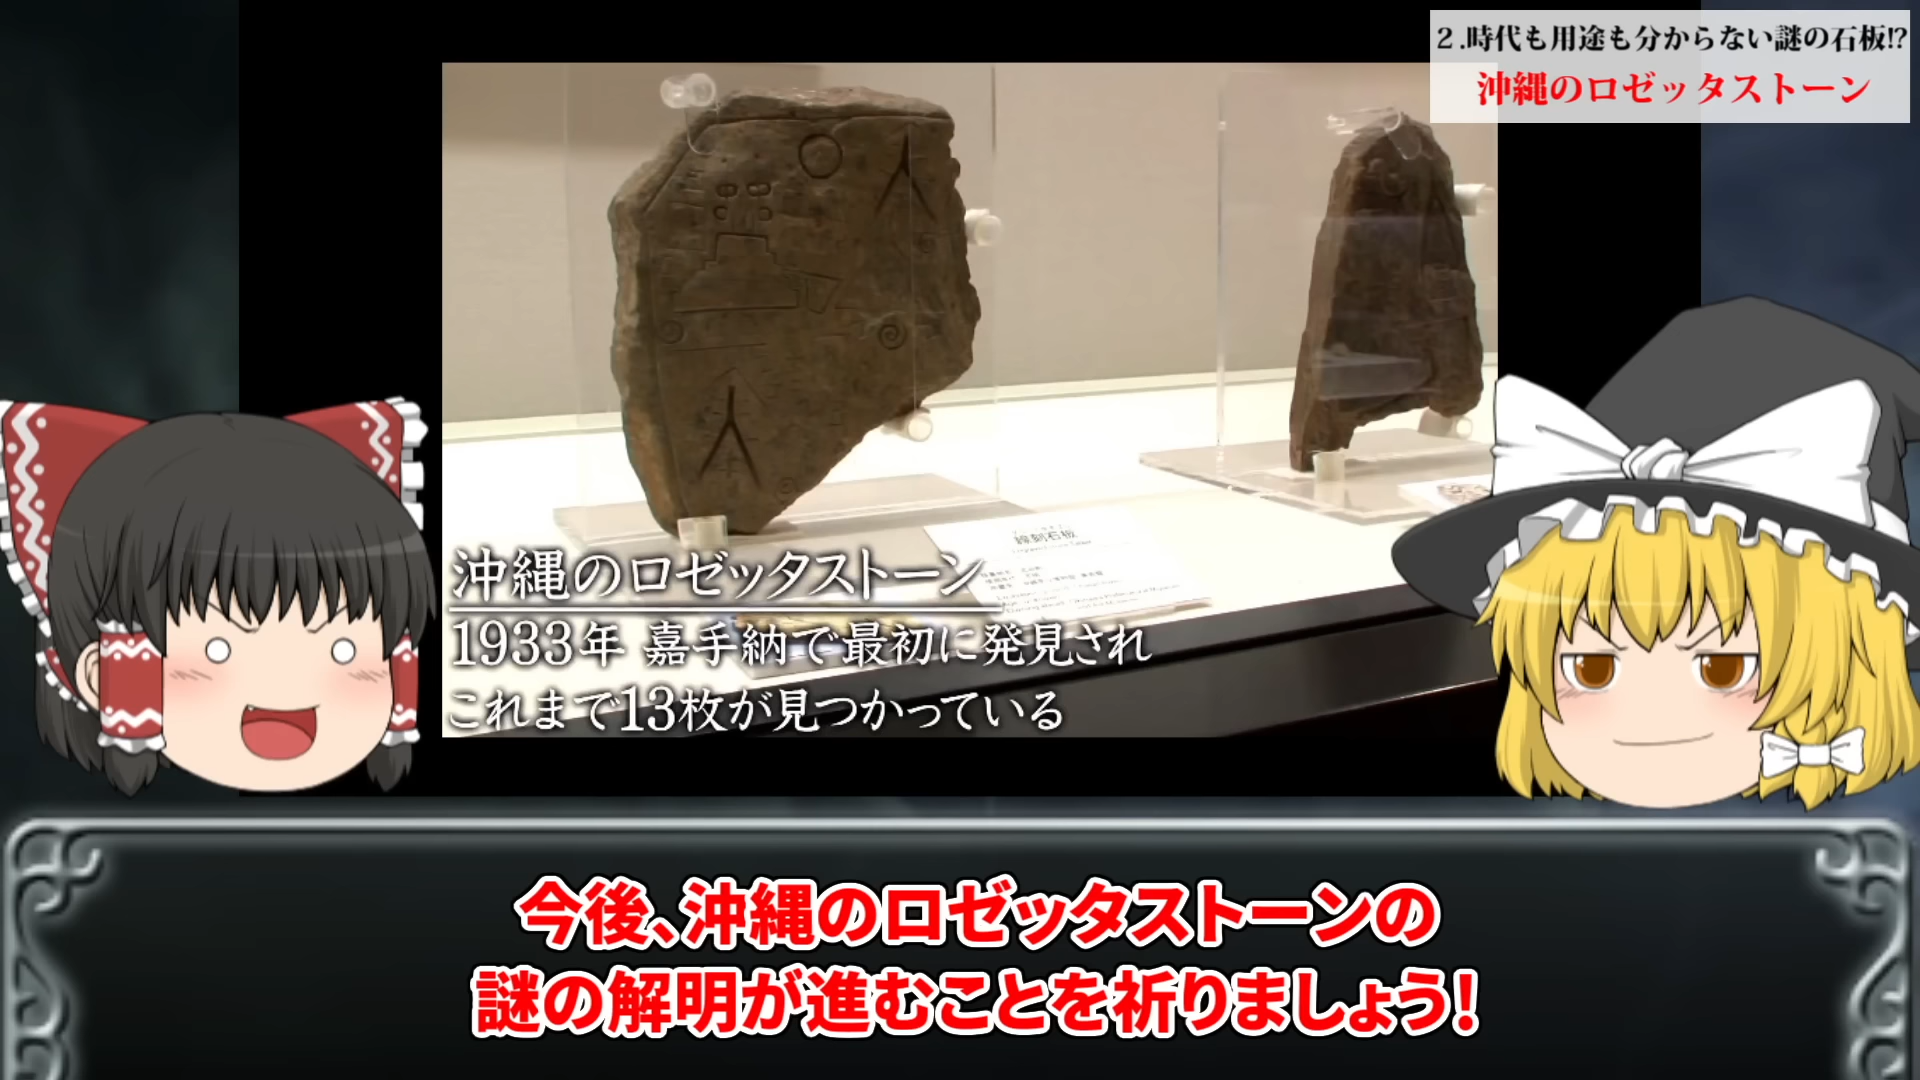 2.時代も用途も分からない謎の石板!?
沖縄のロゼッタストーン
線刻石板
沖縄のロゼッタストーン
1933年 嘉手納で最初に発見され
これまで13枚が見つかっている
今後、沖縄のロゼッタストーンの
謎の解明が進むことを祈りましょう!